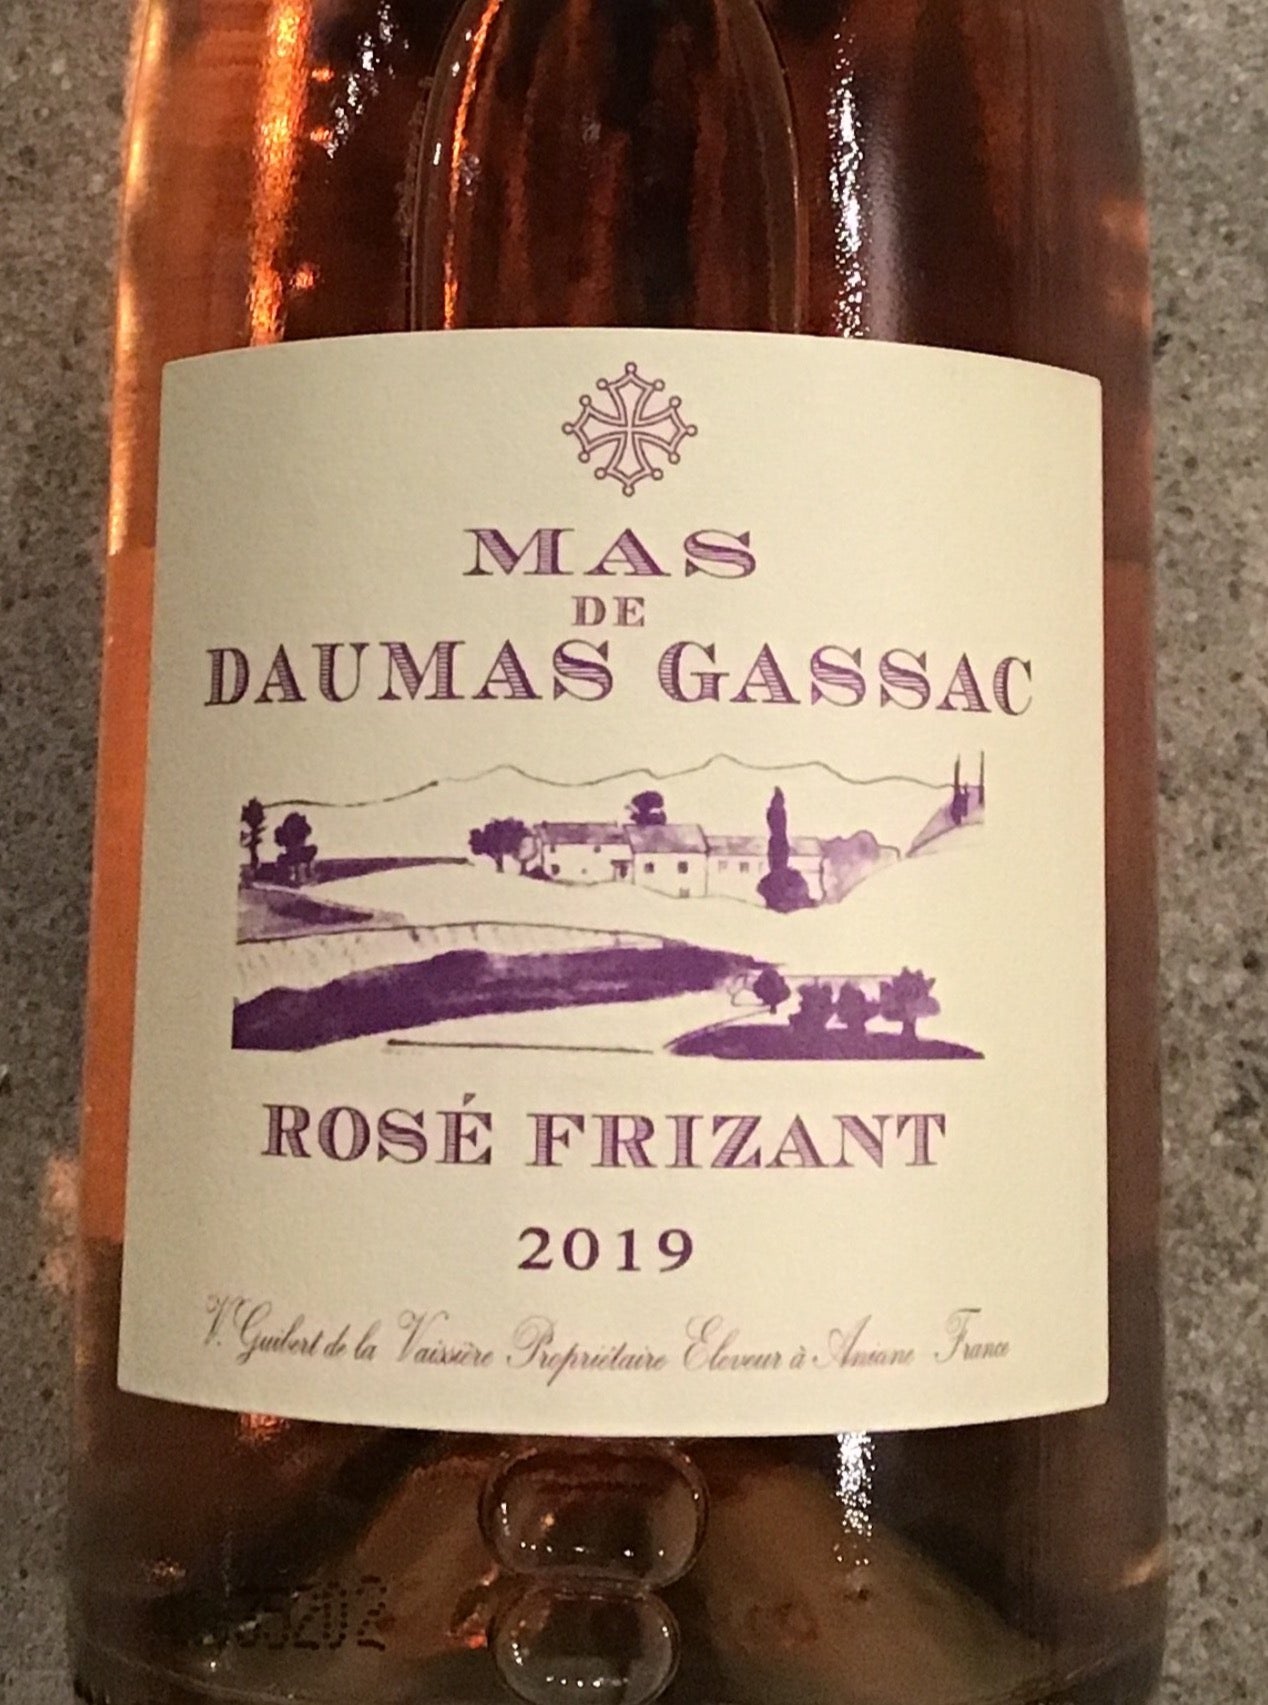 MAS
DE
DAUMAS GASSAC
ROSÉ FRIZANT
2019
V. Guibert de la Vaissière Propriétaire Eleveur à Aniane France